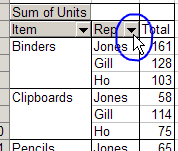 Sum of Units
Item Rep Total
Binders Jones 161
Gill 128
Ho 103
Clipboards Jones 58
Gill 114
Ho 75
Pencils Jones 65